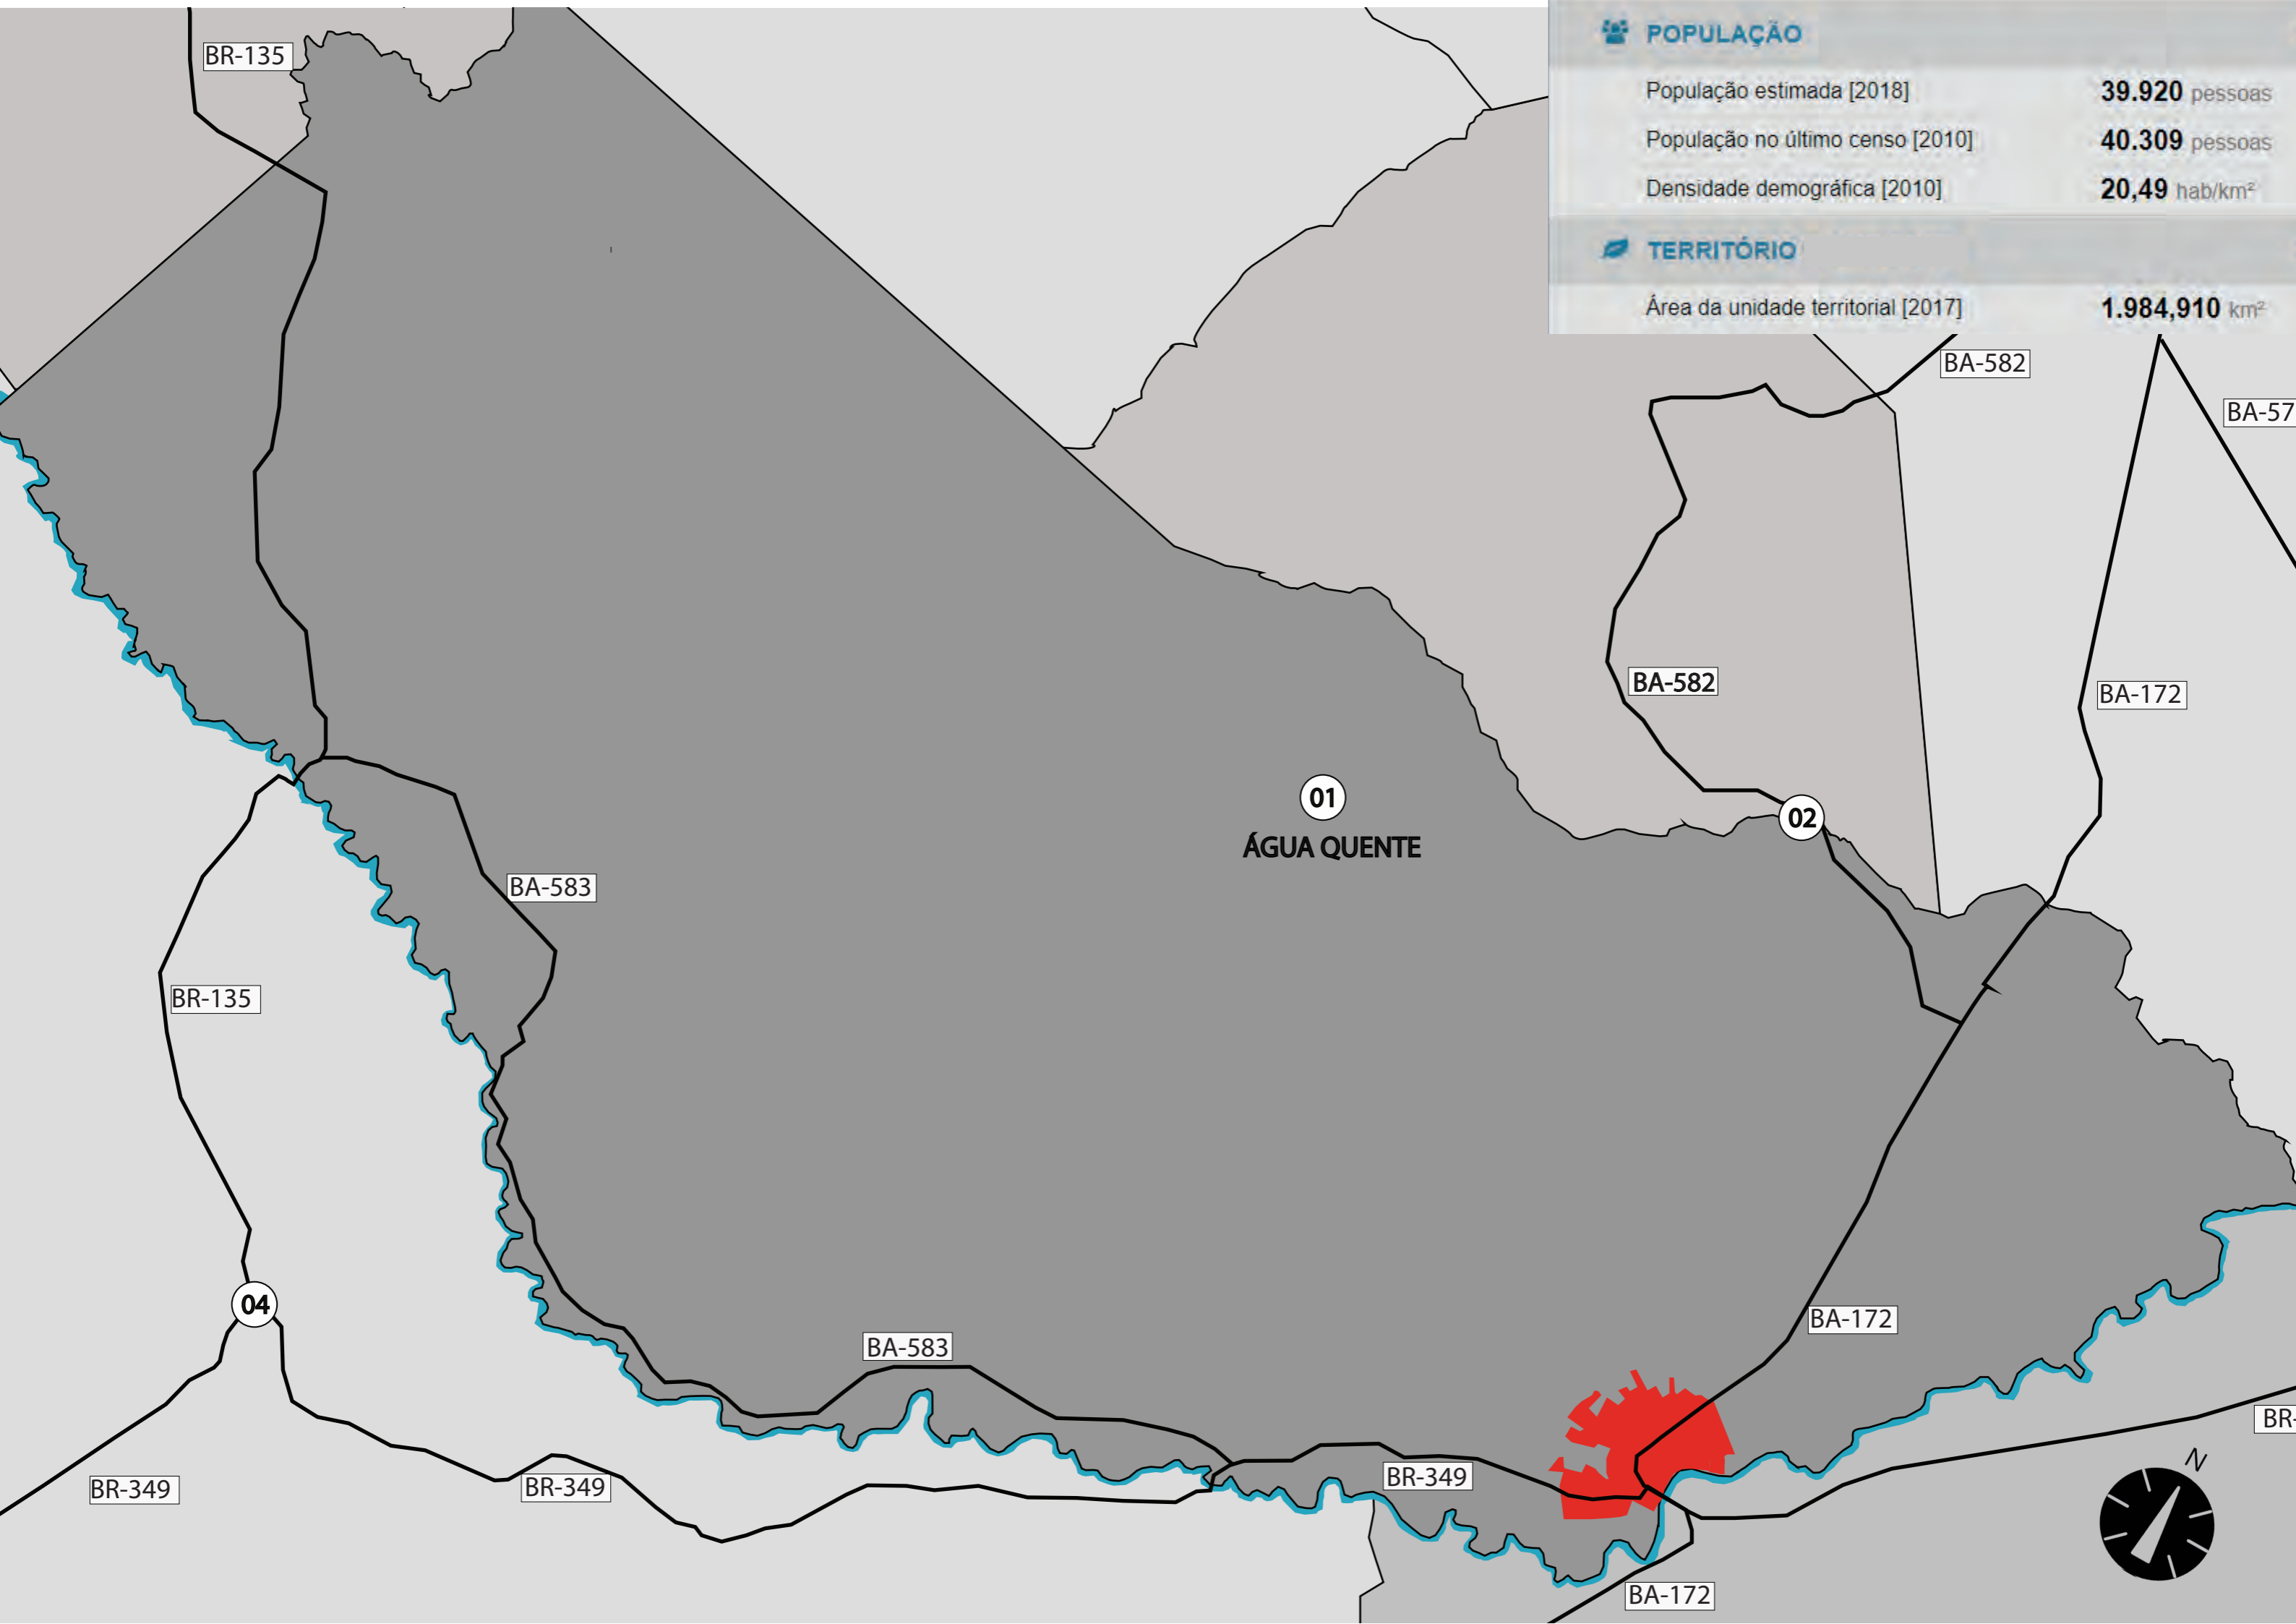 BR-135
POPULAÇÃO
População estimada [2018] 39.920 pessoas
População no último censo [2010] 40.309 pessoas
Densidade demográfica [2010] 20,49 hab/km²
TERRITÓRIO
Área da unidade territorial [2017] 1.984,910 km²
BA-582
BA-57
BA-582
BA-172
01
ÁGUA QUENTE
02
BA-583
BR-135
04
BA-583
BA-172
BR-
BR-349
BR-349
BR-349
N
BA-172